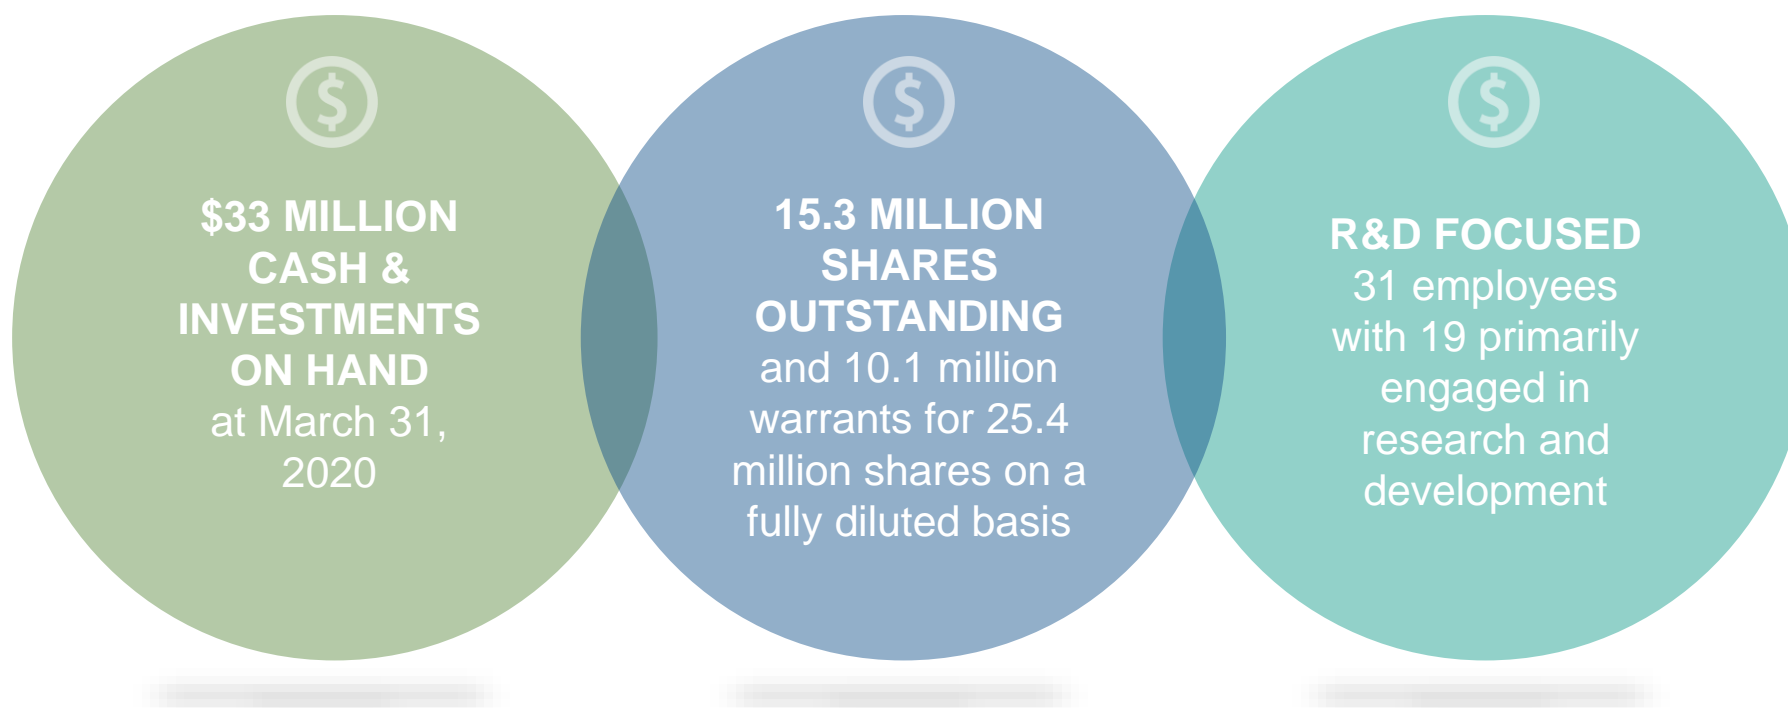 $33 MILLION
CASH &
INVESTMENTS
ON HAND
at March 31,
2020
15.3 MILLION
SHARES
OUTSTANDING
and 10.1 million
warrants for 25.4
million shares on a
fully diluted basis
R&D FOCUSED
31 employees
with 19 primarily
engaged in
research and
development